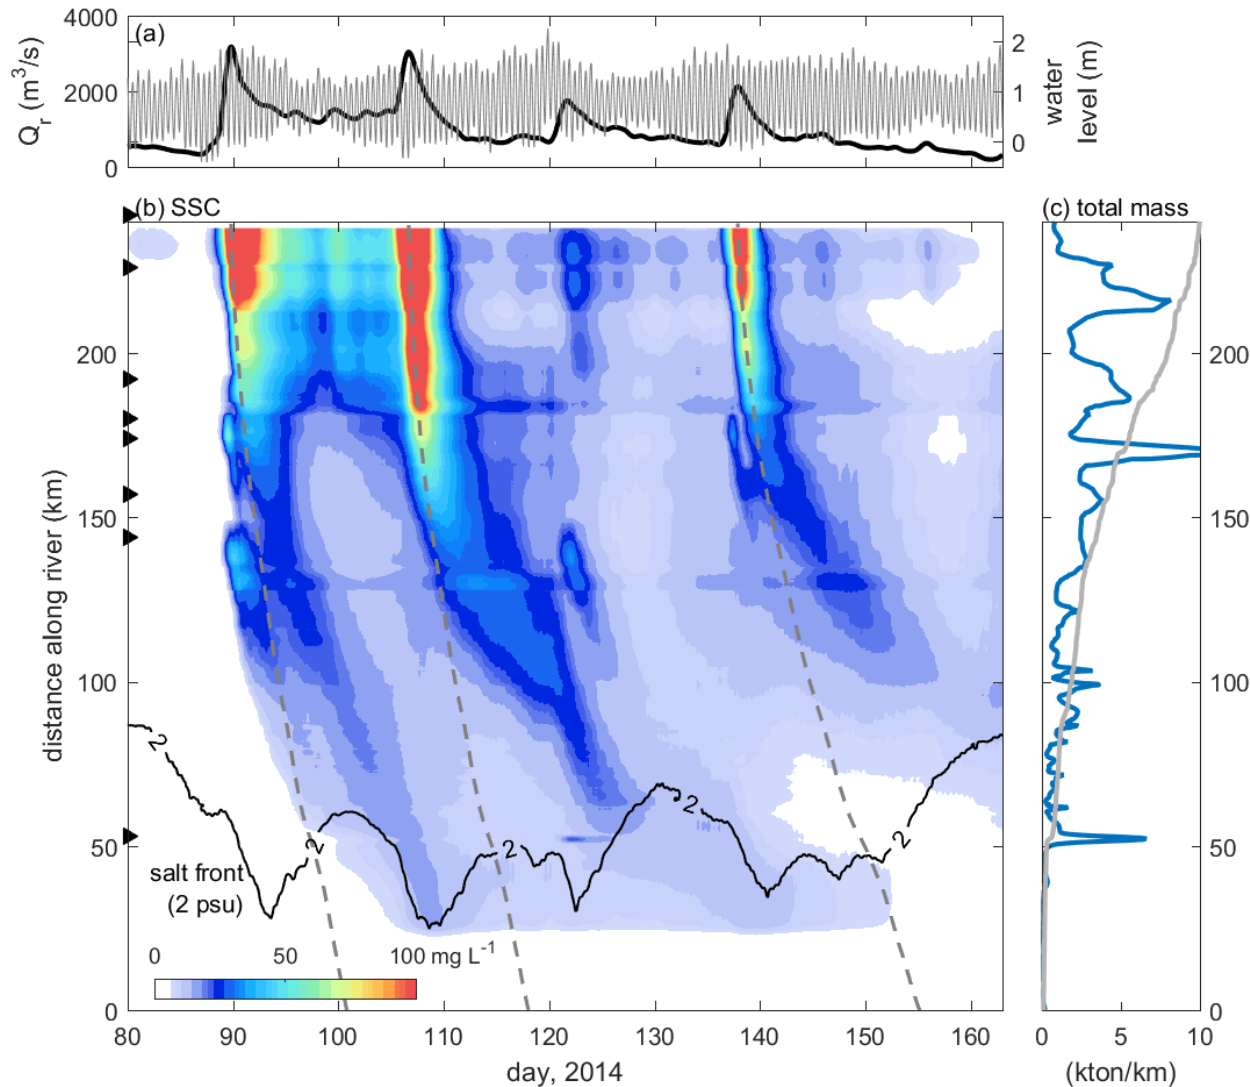 (a)
4000
2000
0
Q_r (m^3/s)
2
1
0
water
level (m)
(b) SSC
(c) total mass
200
150
100
50
0
distance along river (km)
2
2
2
2
2
salt front
(2 psu)
0 50 100 mg L^-1
80 90 100 110 120 130 140 150 160
day, 2014
200
150
100
50
0
0 5 10
(kton/km)